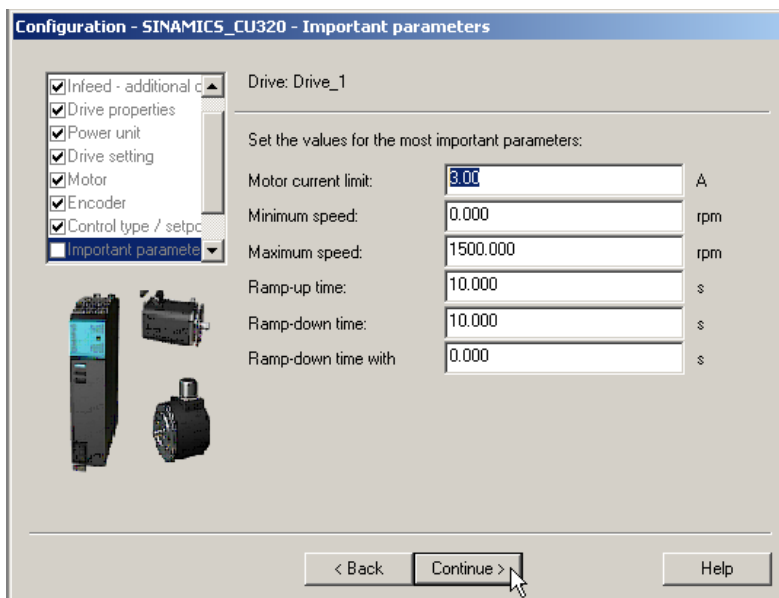 Configuration - SINAMICS_CU320 - Important parameters
Infeed - additional
Drive properties
Power unit
Drive setting
Motor
Encoder
Control type / setpo
Important paramete
Drive: Drive_1
Set the values for the most important parameters:
Motor current limit: 3.00 A
Minimum speed: 0.000 rpm
Maximum speed: 1500.000 rpm
Ramp-up time: 10.000 s
Ramp-down time: 10.000 s
Ramp-down time with 0.000 s
< Back Continue > Help